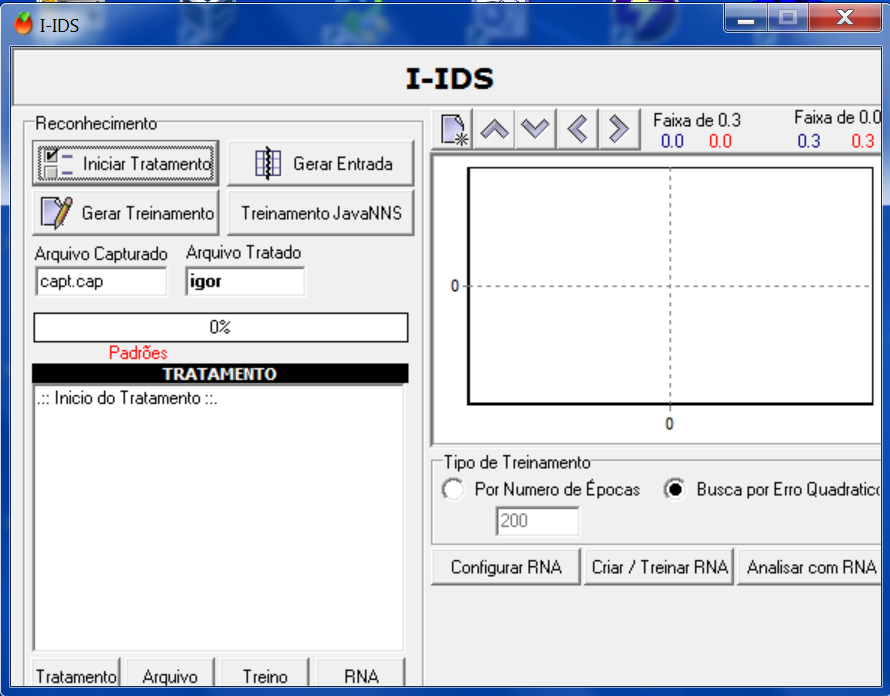 I-IDS
I-IDS
Reconhecimento
Iniciar Tratamento
Gerar Entrada
Gerar Treinamento
Treinamento JavaNNS
Arquivo Capturado
Arquivo Tratado
capt.cap
igor
0%
Padrões
TRATAMENTO
.:: Inicio do Tratamento ::.
Tratamento
Arquivo
Treino
RNA
Faixa de 0.3
Faixa de 0.0
0.0 0.0
0.3 0.3
0
0
Tipo de Treinamento
Por Numero de Épocas
Busca por Erro Quadratico
200
Configurar RNA
Criar / Treinar RNA
Analisar com RNA